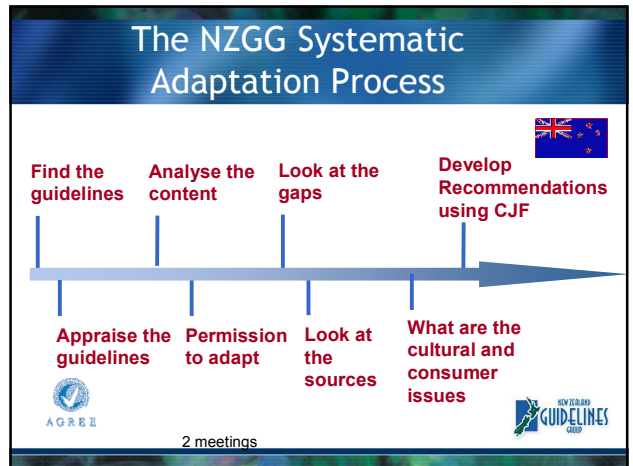 The NZGG Systematic
Adaptation Process
Find the
guidelines
Analyse the
content
Look at the
gaps
Develop
Recommendations
using CJF
Appraise the
guidelines
Permission
to adapt
Look at
the
sources
What are the
cultural and
consumer
issues
AGREE
2 meetings
NEW ZEALAND
GUIDELINES
GROUP